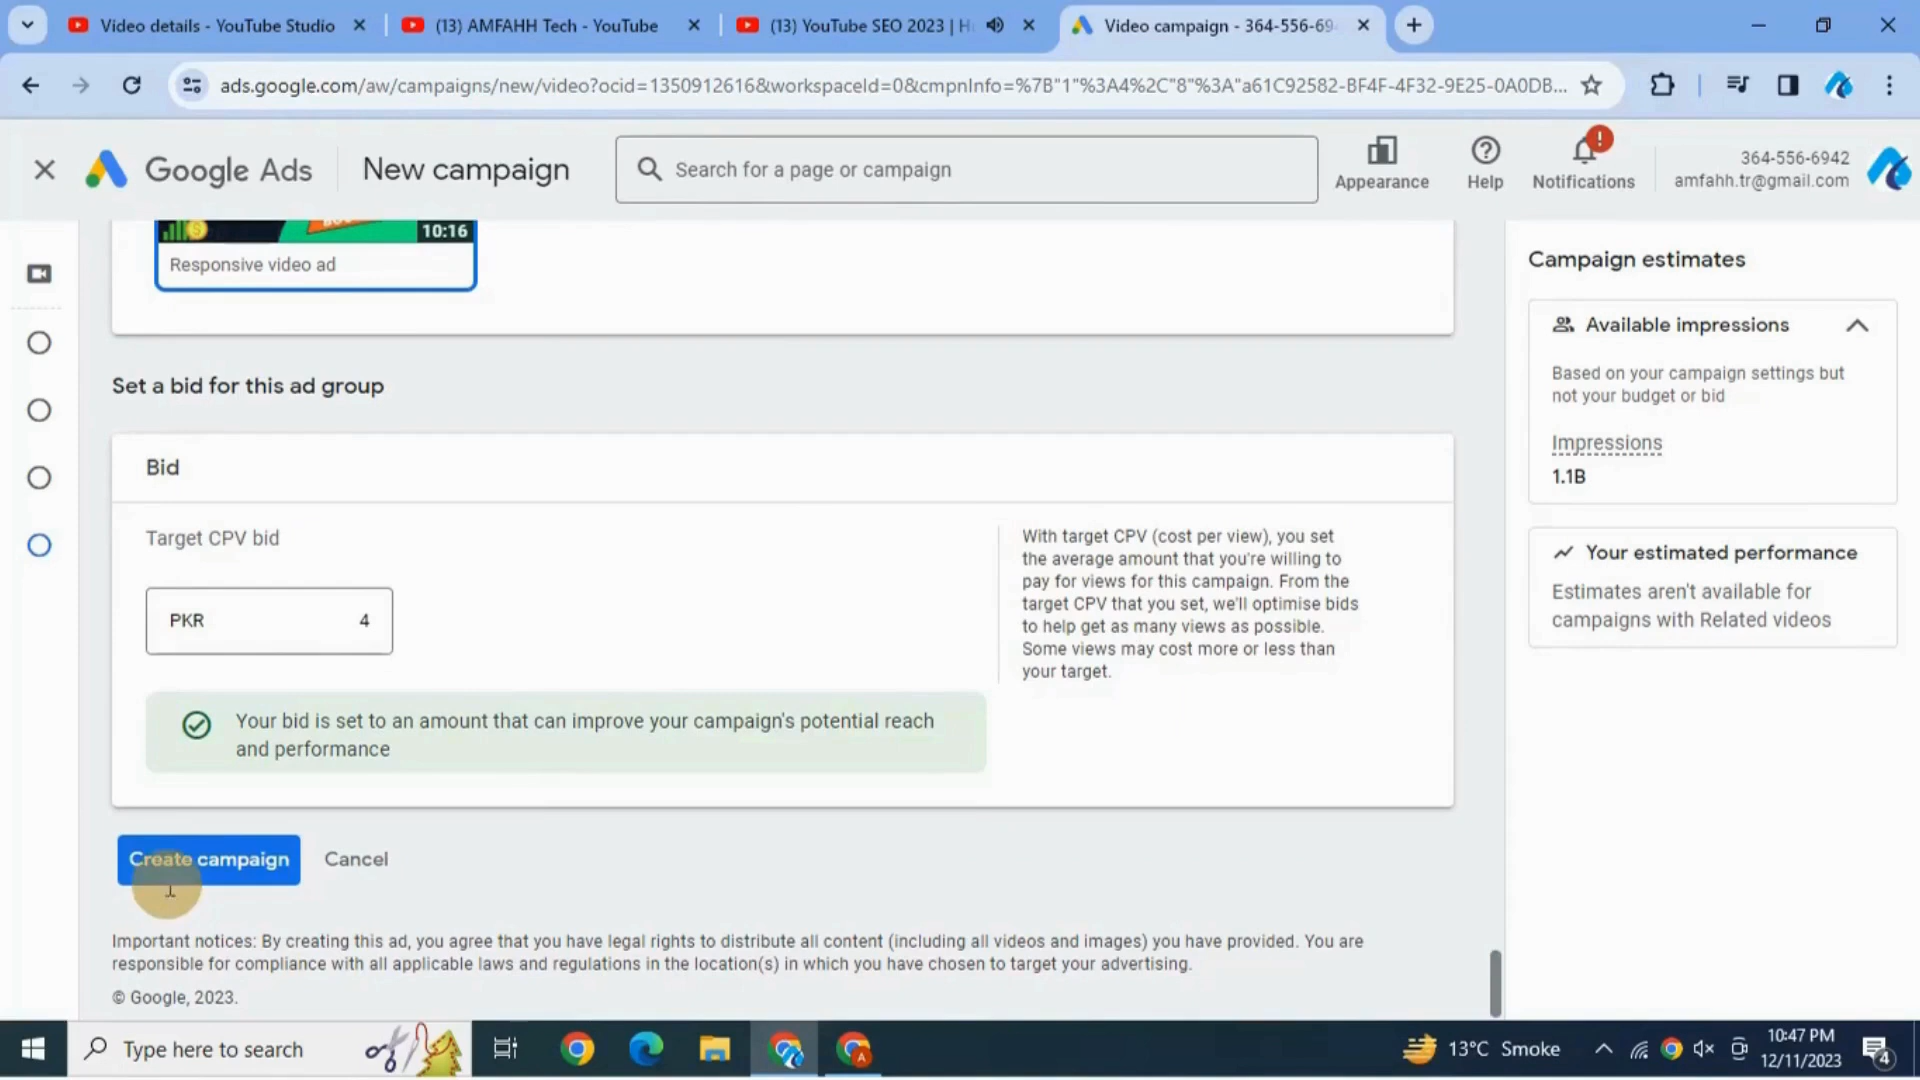 Video details - YouTube Studio
(13) AMFAHH Tech - YouTube
(13) YouTube SEO 2023 | H
Video campaign - 364-556-69
ads.google.com/aw/campaigns/new/video?ocid=1350912616&workspaceId=0&cmpnInfo=%7B"1"%3A4%2C"8"%3A"a61C92582-BF4F-4F32-9E25-0A0DB...
Google Ads
New campaign
Search for a page or campaign
Appearance
Help
Notifications
364-556-6942
amfahh.tr@gmail.com
10:16
Responsive video ad
Set a bid for this ad group
Bid
Target CPV bid
PKR 4
Your bid is set to an amount that can improve your campaign's potential reach
and performance
With target CPV (cost per view), you set
the average amount that you're willing to
pay for views for this campaign. From the
target CPV that you set, we'll optimise bids
to help get as many views as possible.
Some views may cost more or less than
your target.
Create campaign
Cancel
Important notices: By creating this ad, you agree that you have legal rights to distribute all content (including all videos and images) you have provided. You are
responsible for compliance with all applicable laws and regulations in the location(s) in which you have chosen to target your advertising.
© Google, 2023.
Campaign estimates
Available impressions
Based on your campaign settings but
not your budget or bid
Impressions
1.1B
Your estimated performance
Estimates aren't available for
campaigns with Related videos
Type here to search
A
13°C Smoke
10:47 PM
12/11/2023
4